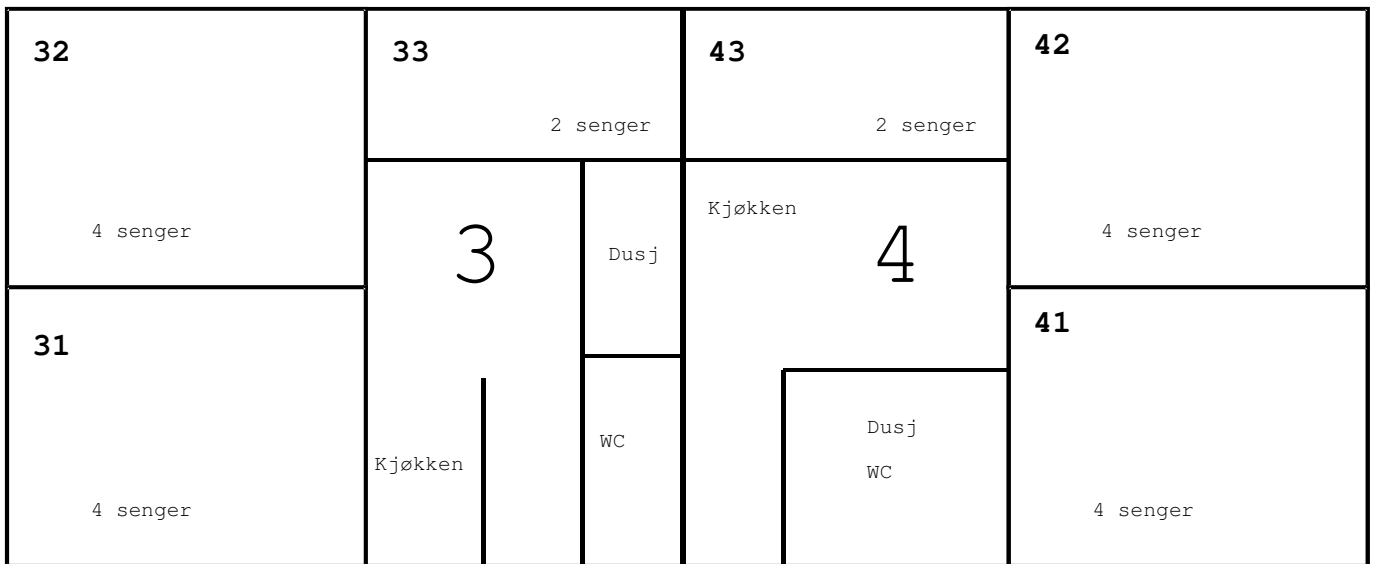 32
33
43
42
2 senger
2 senger
4 senger
3
Dusj
Kjøkken
4
4 senger
31
41
Kjøkken
WC
Dusj
WC
4 senger
4 senger